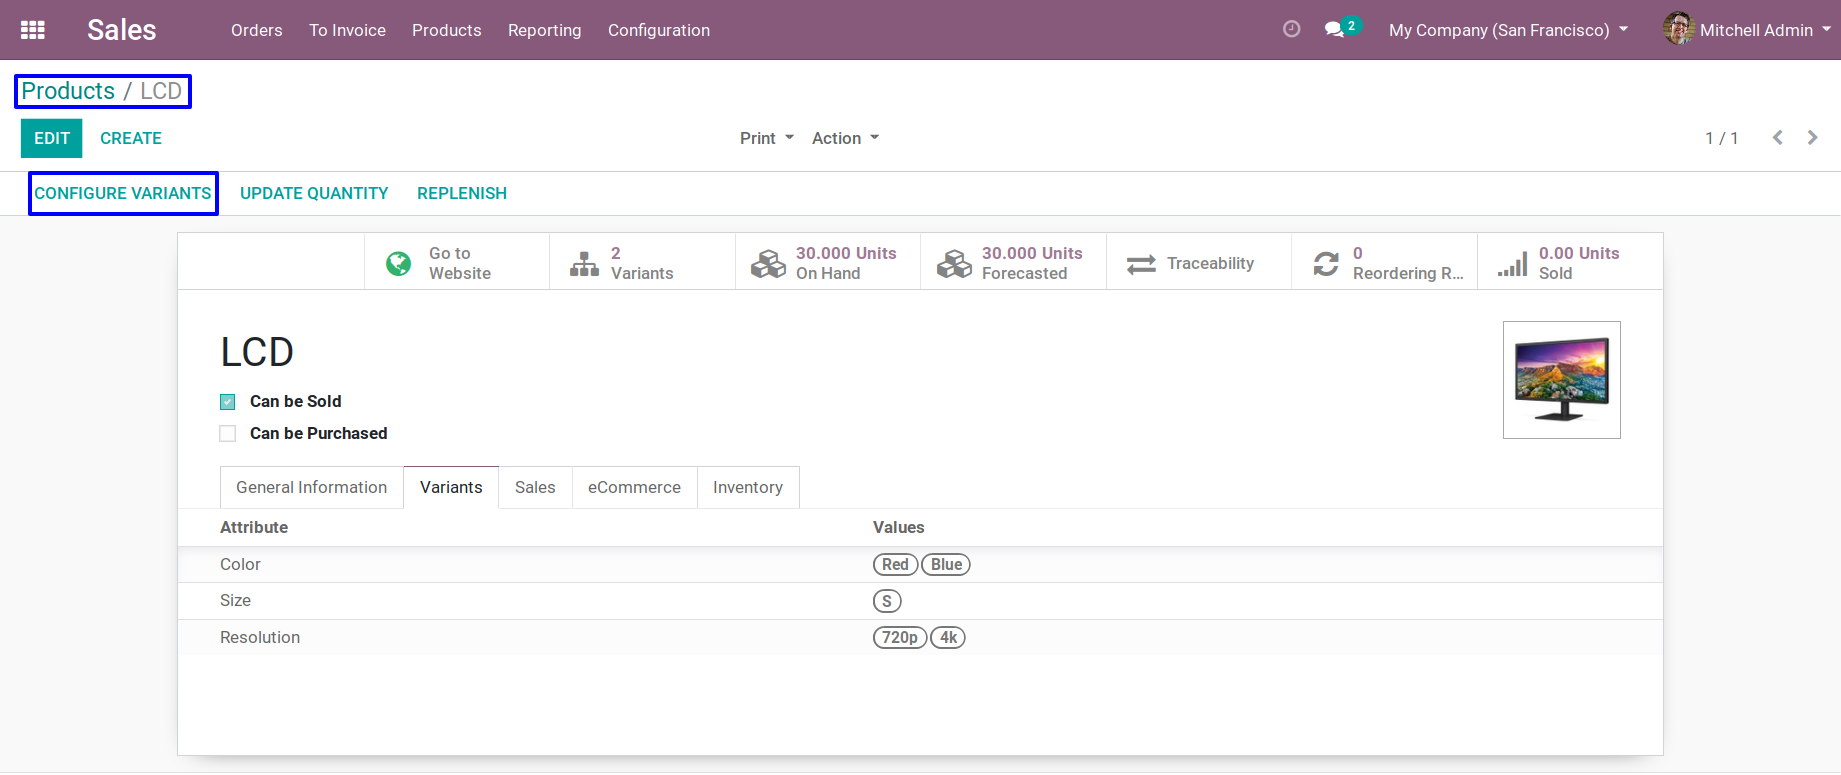 Sales Orders To Invoice Products Reporting Configuration 2 My Company (San Francisco) Mitchell Admin
Products / LCD
EDIT CREATE Print Action 1 / 1
CONFIGURE VARIANTS UPDATE QUANTITY REPLENISH
Go to Website
2 Variants
30.000 Units On Hand
30.000 Units Forecasted
Traceability
0 Reordering R...
0.00 Units Sold
LCD
Can be Sold
Can be Purchased
General Information Variants Sales eCommerce Inventory
Attribute Values
Color Red Blue
Size S
Resolution 720p 4k